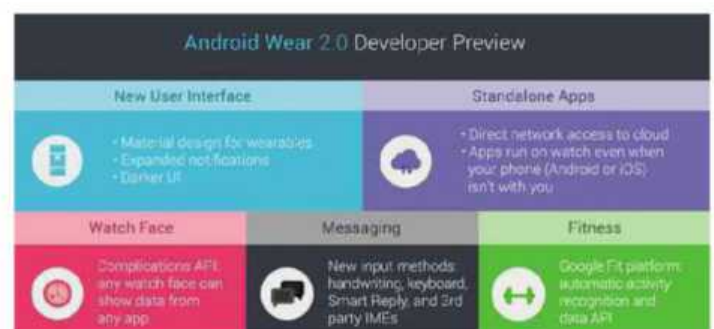 Android Wear 2.0 Developer Preview
New User Interface
• Material design for wearables
• Expanded notifications
• Darker UI
Standalone Apps
• Direct network access to cloud
• Apps run on watch even when
your phone (Android or iOS)
isn't with you
Watch Face
Complications API:
any watch face can
show data from
any app
Messaging
New input methods:
handwriting, keyboard,
Smart Reply, and 3rd
party IMEs
Fitness
Google Fit platform:
automatic activity
recognition and
data API